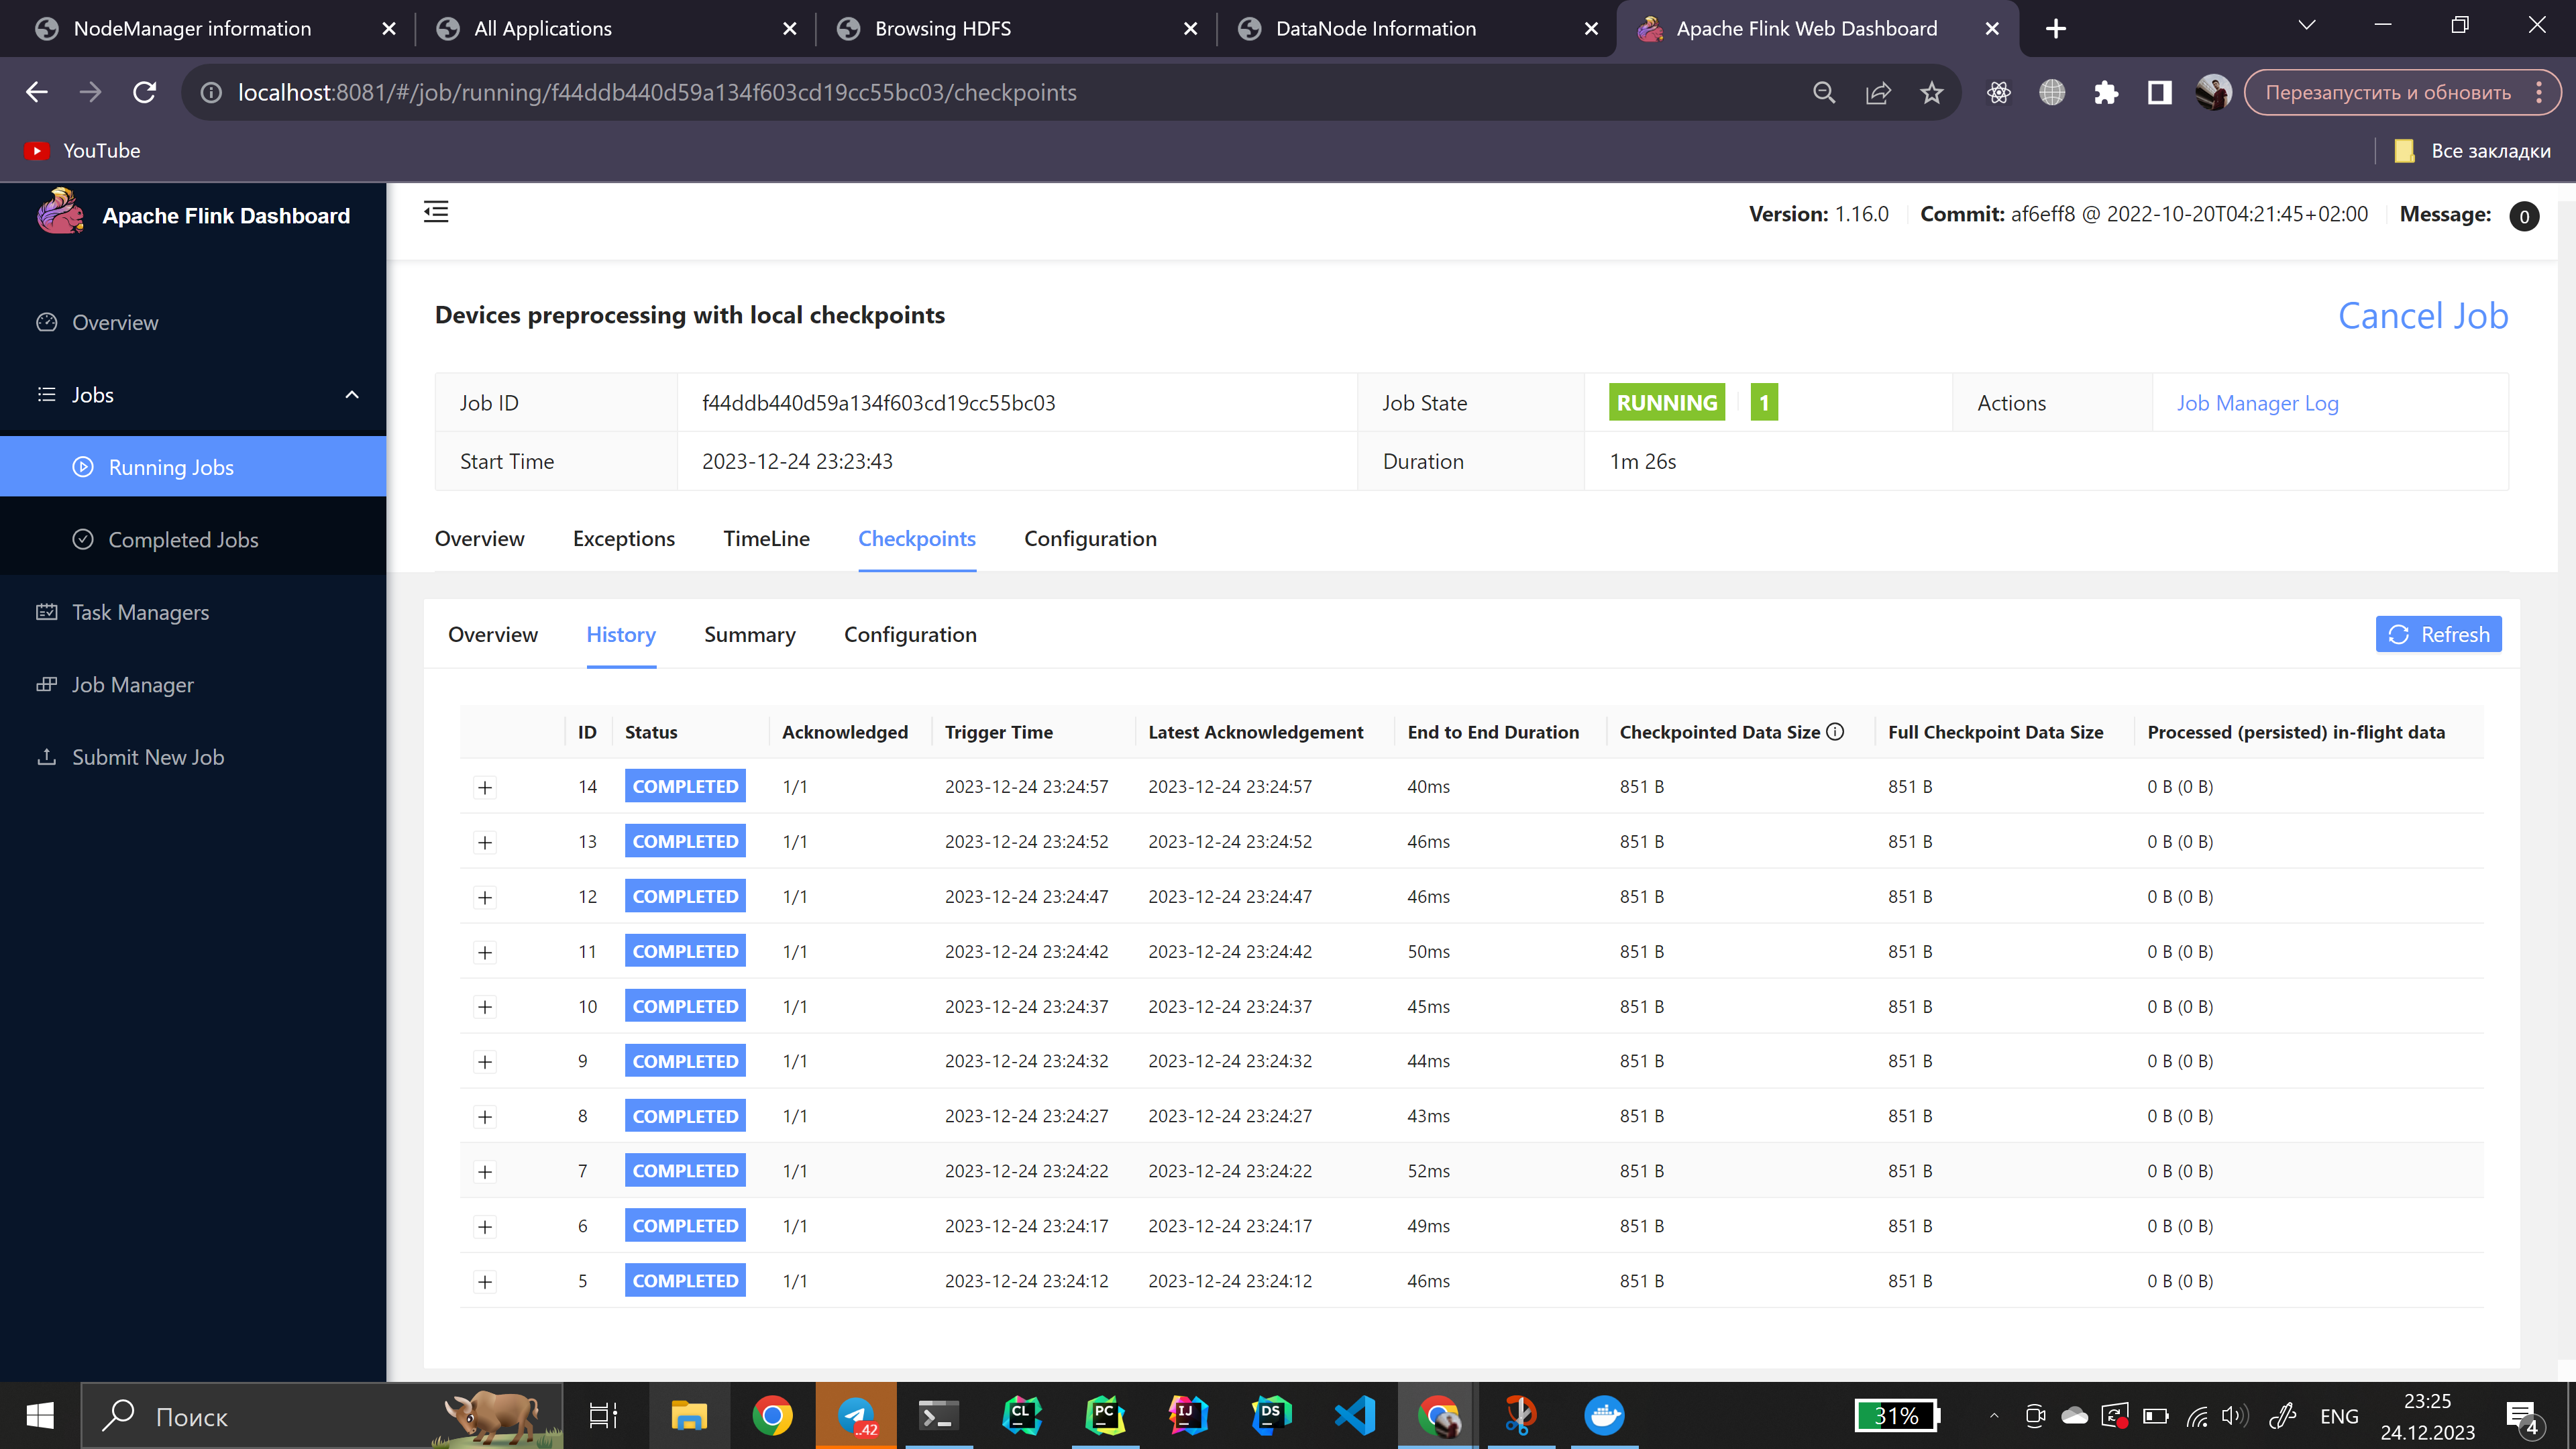 NodeManager information
All Applications
Browsing HDFS
DataNode Information
Apache Flink Web Dashboard
localhost:8081/#/job/running/f44ddb440d59a134f603cd19cc55bc03/checkpoints
Перезапустить и обновить
YouTube
Все закладки
Apache Flink Dashboard
Version: 1.16.0 Commit: af6eff8 @ 2022-10-20T04:21:45+02:00 Message: 0
Overview
Jobs
Running Jobs
Completed Jobs
Task Managers
Job Manager
Submit New Job
Devices preprocessing with local checkpoints
Cancel Job
Job ID f44ddb440d59a134f603cd19cc55bc03 Job State RUNNING 1 Actions Job Manager Log
Start Time 2023-12-24 23:23:43 Duration 1m 26s
Overview Exceptions TimeLine Checkpoints Configuration
Overview History Summary Configuration
Refresh
ID Status Acknowledged Trigger Time Latest Acknowledgement End to End Duration Checkpointed Data Size Full Checkpoint Data Size Processed (persisted) in-flight data
14 COMPLETED 1/1 2023-12-24 23:24:57 2023-12-24 23:24:57 40ms 851 B 851 B 0 B (0 B)
13 COMPLETED 1/1 2023-12-24 23:24:52 2023-12-24 23:24:52 46ms 851 B 851 B 0 B (0 B)
12 COMPLETED 1/1 2023-12-24 23:24:47 2023-12-24 23:24:47 46ms 851 B 851 B 0 B (0 B)
11 COMPLETED 1/1 2023-12-24 23:24:42 2023-12-24 23:24:42 50ms 851 B 851 B 0 B (0 B)
10 COMPLETED 1/1 2023-12-24 23:24:37 2023-12-24 23:24:37 45ms 851 B 851 B 0 B (0 B)
9 COMPLETED 1/1 2023-12-24 23:24:32 2023-12-24 23:24:32 44ms 851 B 851 B 0 B (0 B)
8 COMPLETED 1/1 2023-12-24 23:24:27 2023-12-24 23:24:27 43ms 851 B 851 B 0 B (0 B)
7 COMPLETED 1/1 2023-12-24 23:24:22 2023-12-24 23:24:22 52ms 851 B 851 B 0 B (0 B)
6 COMPLETED 1/1 2023-12-24 23:24:17 2023-12-24 23:24:17 49ms 851 B 851 B 0 B (0 B)
5 COMPLETED 1/1 2023-12-24 23:24:12 2023-12-24 23:24:12 46ms 851 B 851 B 0 B (0 B)
Поиск
..42
CL
PC
IJ
DS
31%
ENG
23:25
24.12.2023
4